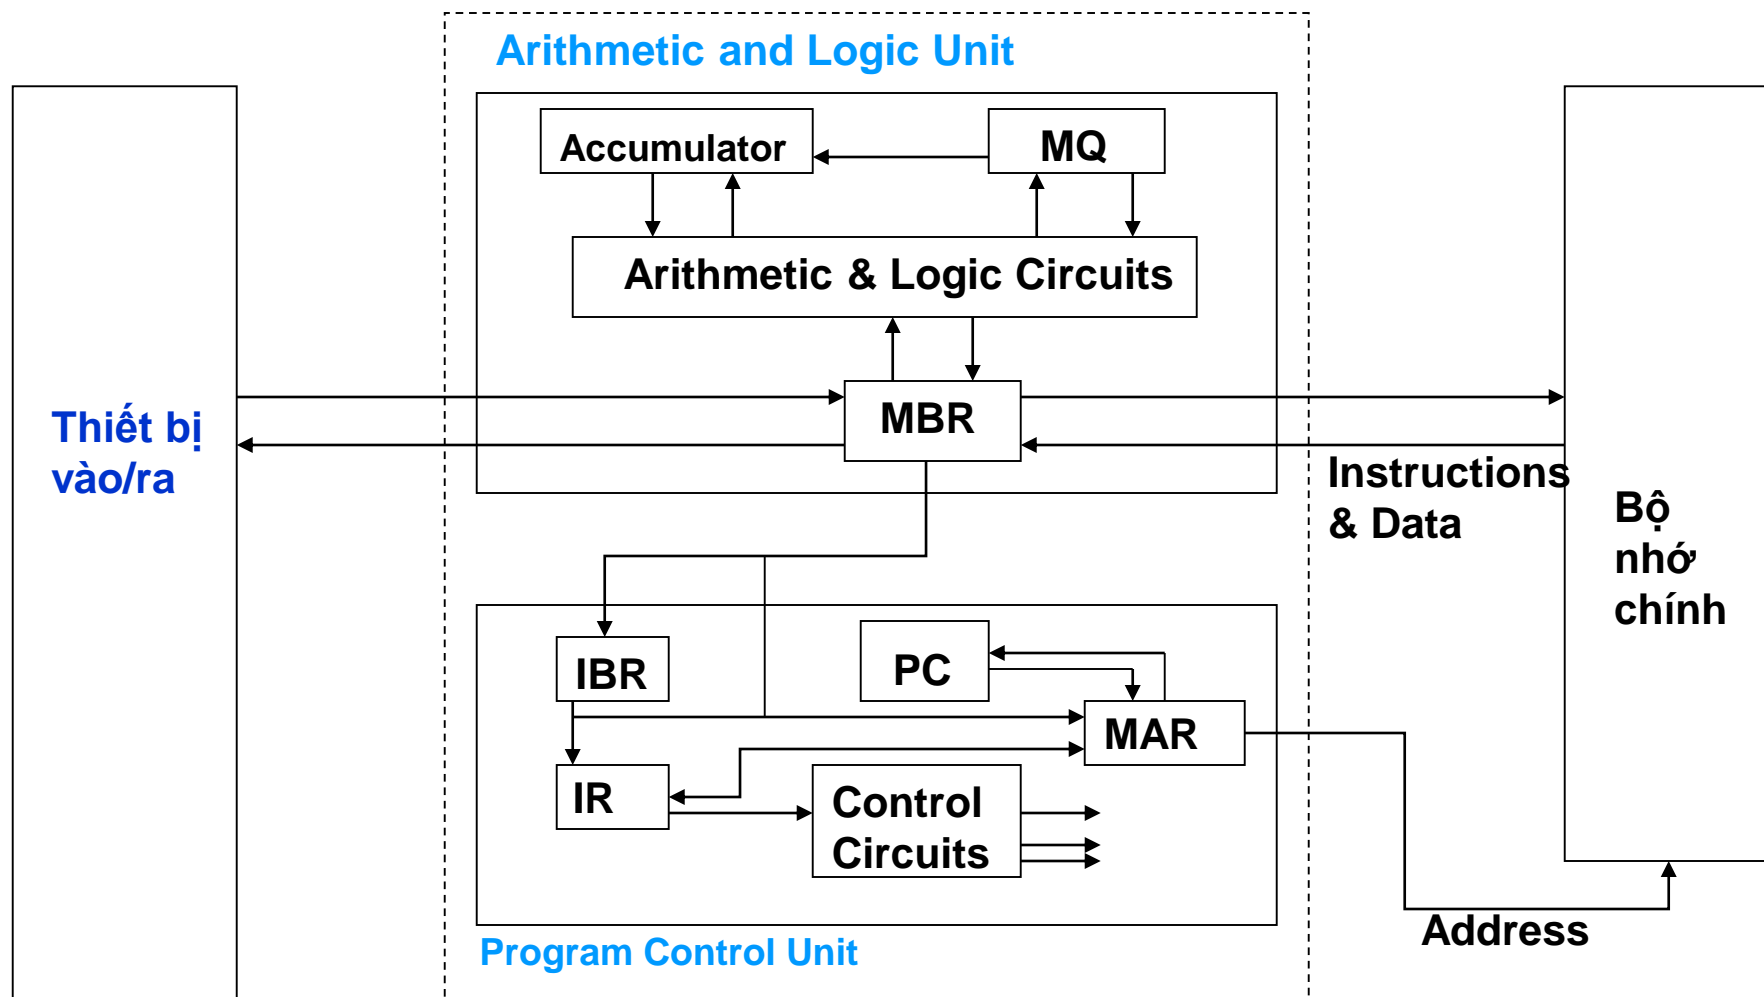 Arithmetic and Logic Unit
Accumulator
MQ
Arithmetic & Logic Circuits
MBR
Thiết bị
vào/ra
Instructions
& Data
Bộ
nhớ
chính
IBR
PC
MAR
IR
Control
Circuits
Address
Program Control Unit